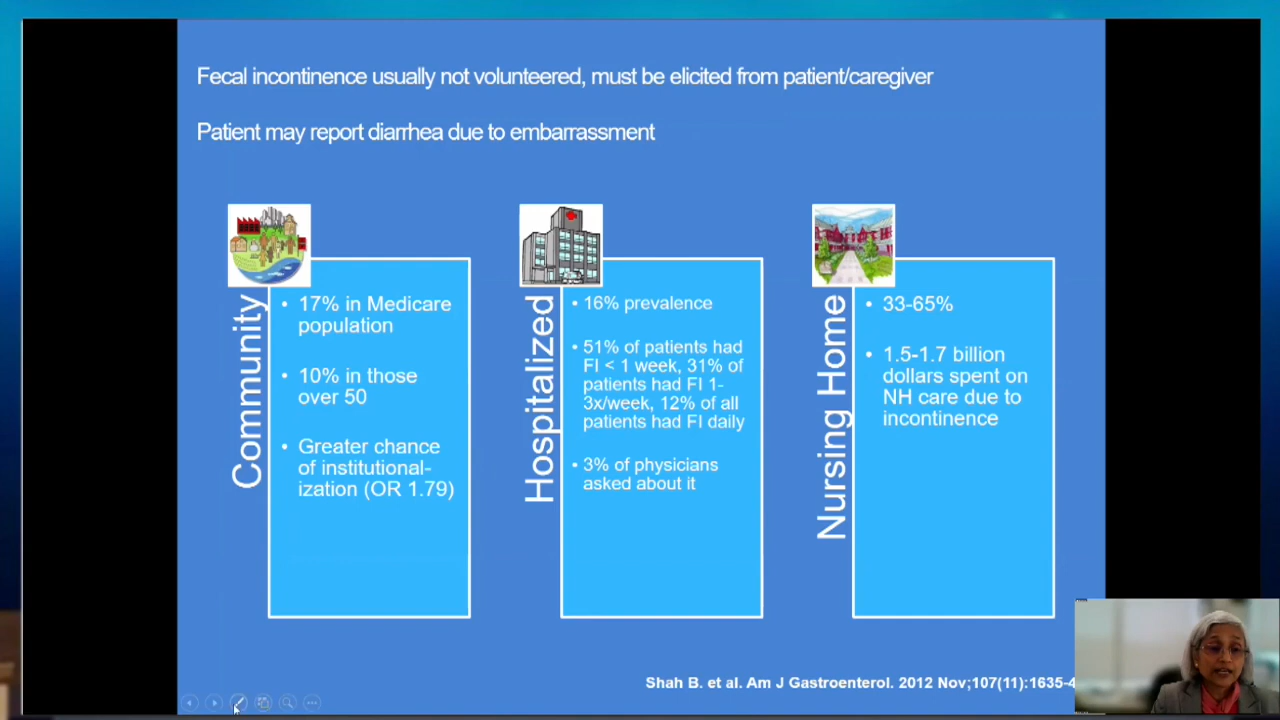 Fecal incontinence usually not volunteered, must be elicited from patient/caregiver
Patient may report diarrhea due to embarrassment
Community
• 17% in Medicare
population
• 10% in those
over 50
• Greater chance
of institutional-
ization (OR 1.79)
Hospitalized
• 16% prevalence
• 51% of patients had
FI < 1 week, 31% of
patients had FI 1-
3x/week, 12% of all
patients had FI daily
• 3% of physicians
asked about it
Nursing Home
• 33-65%
• 1.5-1.7 billion
dollars spent on
NH care due to
incontinence
Shah B. et al. Am J Gastroenterol. 2012 Nov;107(11):1635-4